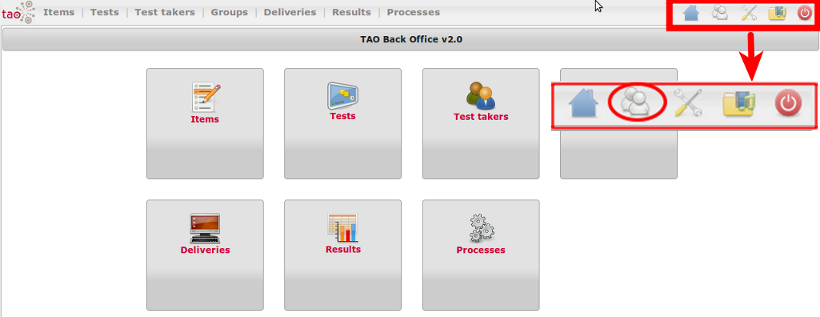 tao Items | Tests | Test takers | Groups | Deliveries | Results | Processes
TAO Back Office v2.0
Items
Tests
Test takers
Deliveries
Results
Processes